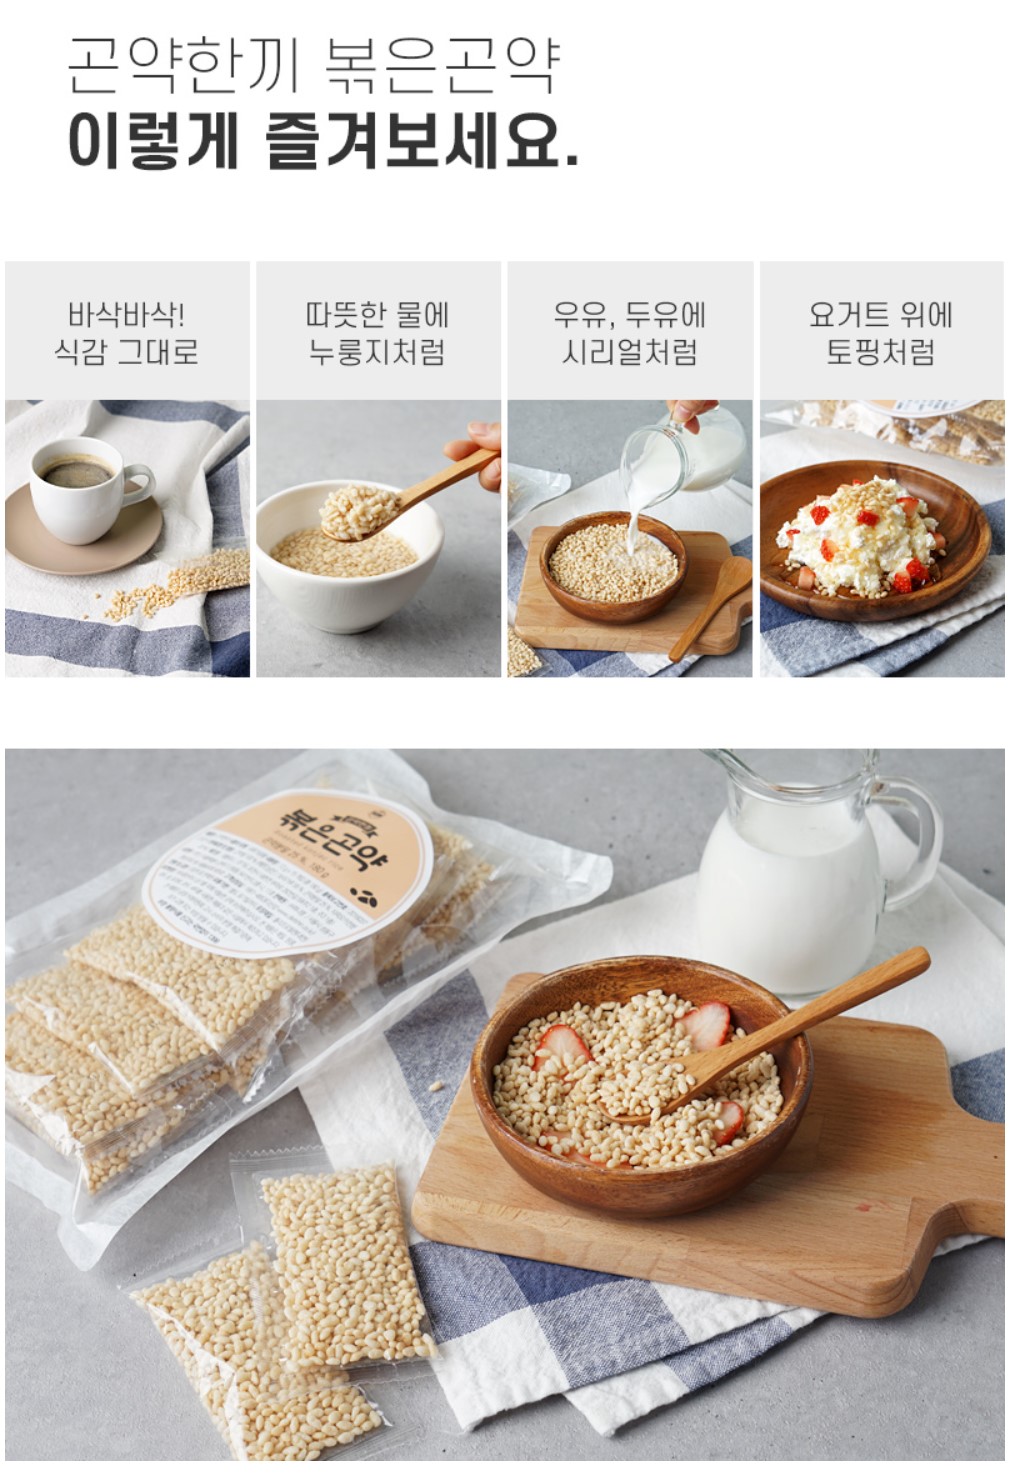 곤약한끼 볶은곤약
이렇게 즐겨보세요.
바삭바삭!
식감 그대로
따뜻한 물에
누룽지처럼
우유, 두유에
시리얼처럼
요거트 위에
토핑처럼
볶은곤약